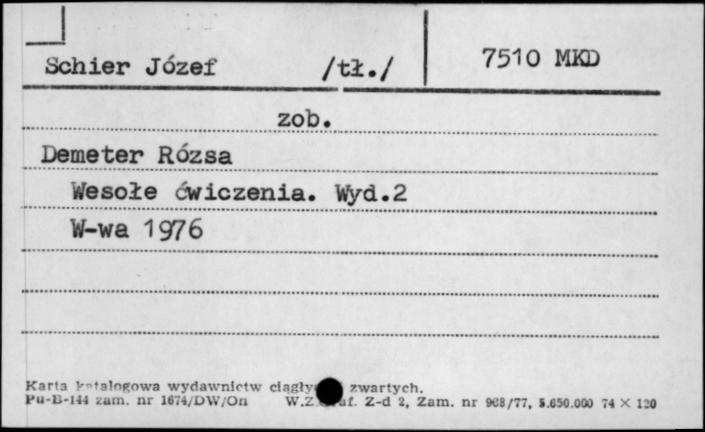 Schier Józef /tł./ 7510 MKD
zob.
Demeter Rózsa
Wesołe ćwiczenia. Wyd.2
W-wa 1976
Karta katalogowa wydawnictw zwartych.
Pu-B-144 zam. nr 1674/DW/On W.Z. Z-d 2, Zam. nr 968/77, 5.650.000 74 × 120